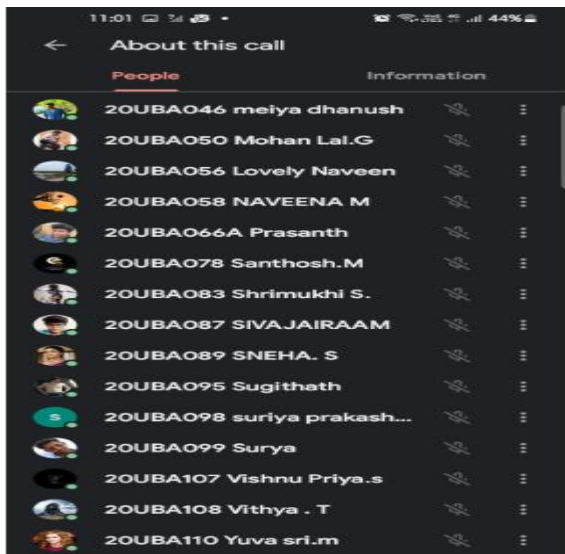 11:01 44%
About this call
People Information
20UBA046 meiya dhanush
20UBA050 Mohan Lal.G
20UBA056 Lovely Naveen
20UBA058 NAVEENA M
20UBA066A Prasanth
20UBA078 Santhosh.M
20UBA083 Shrimukhi S.
20UBA087 SIVAJAIRAAM
20UBA089 SNEHA. S
20UBA095 Sugithath
S 20UBA098 suriya prakash...
20UBA099 Surya
20UBA107 Vishnu Priya.s
20UBA108 Vithya . T
20UBA110 Yuva sri.m